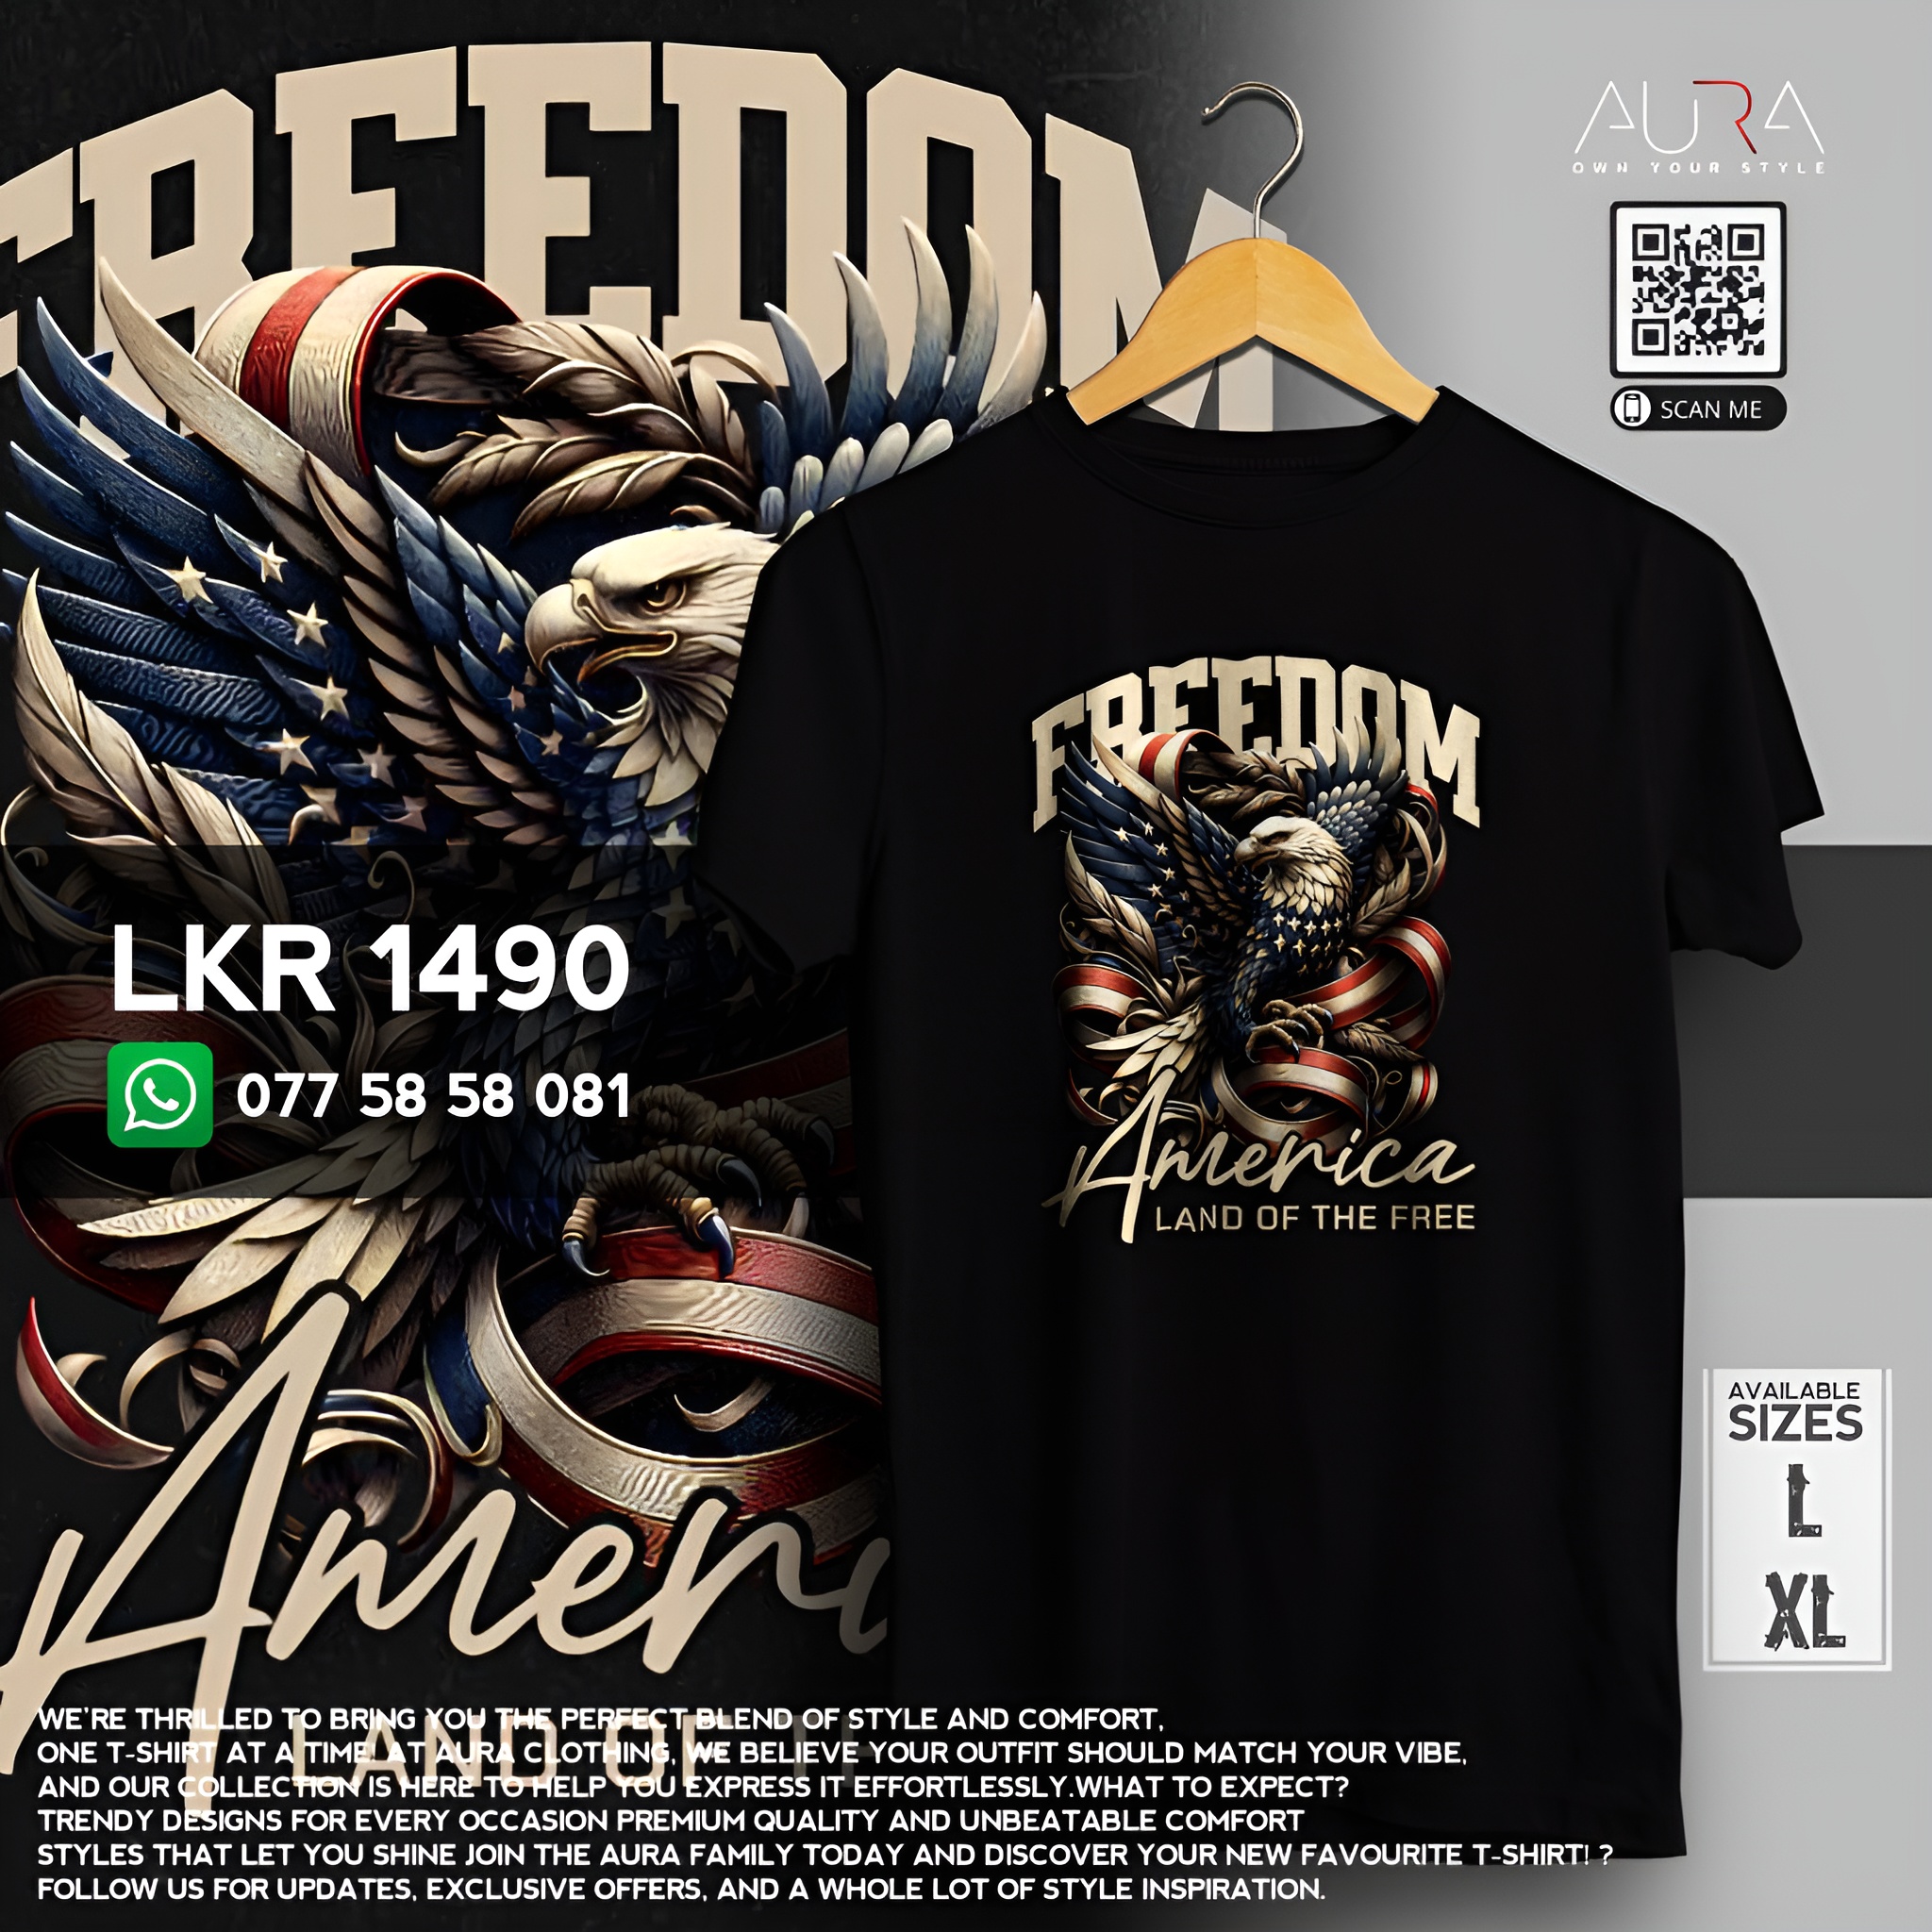 FREEDOM
AURA
OWN YOUR STYLE
SCAN ME
FREEDOM
America
LAND OF THE FREE
LKR 1490
077 58 58 081
AVAILABLE
SIZES
L
XL
Ameri
LAND OF TH
WE'RE THRILLED TO BRING YOU THE PERFECT BLEND OF STYLE AND COMFORT,
ONE T-SHIRT AT A TIME! AT AURA CLOTHING, WE BELIEVE YOUR OUTFIT SHOULD MATCH YOUR VIBE,
AND OUR COLLECTION IS HERE TO HELP YOU EXPRESS IT EFFORTLESSLY.WHAT TO EXPECT?
TRENDY DESIGNS FOR EVERY OCCASION PREMIUM QUALITY AND UNBEATABLE COMFORT
STYLES THAT LET YOU SHINE JOIN THE AURA FAMILY TODAY AND DISCOVER YOUR NEW FAVOURITE T-SHIRT! ?
FOLLOW US FOR UPDATES, EXCLUSIVE OFFERS, AND A WHOLE LOT OF STYLE INSPIRATION.